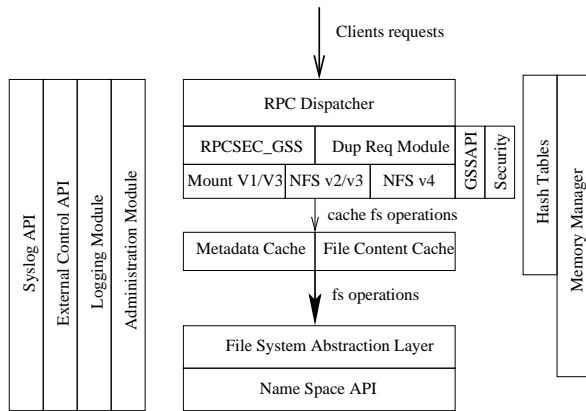 Clients requests
RPC Dispatcher
RPCSEC_GSS
Dup Req Module
Mount V1/V3
NFS v2/v3
NFS v4
GSSAPI
Security
cache fs operations
Metadata Cache
File Content Cache
fs operations
File System Abstraction Layer
Name Space API
Syslog API
External Control API
Logging Module
Administration Module
Hash Tables
Memory Manager